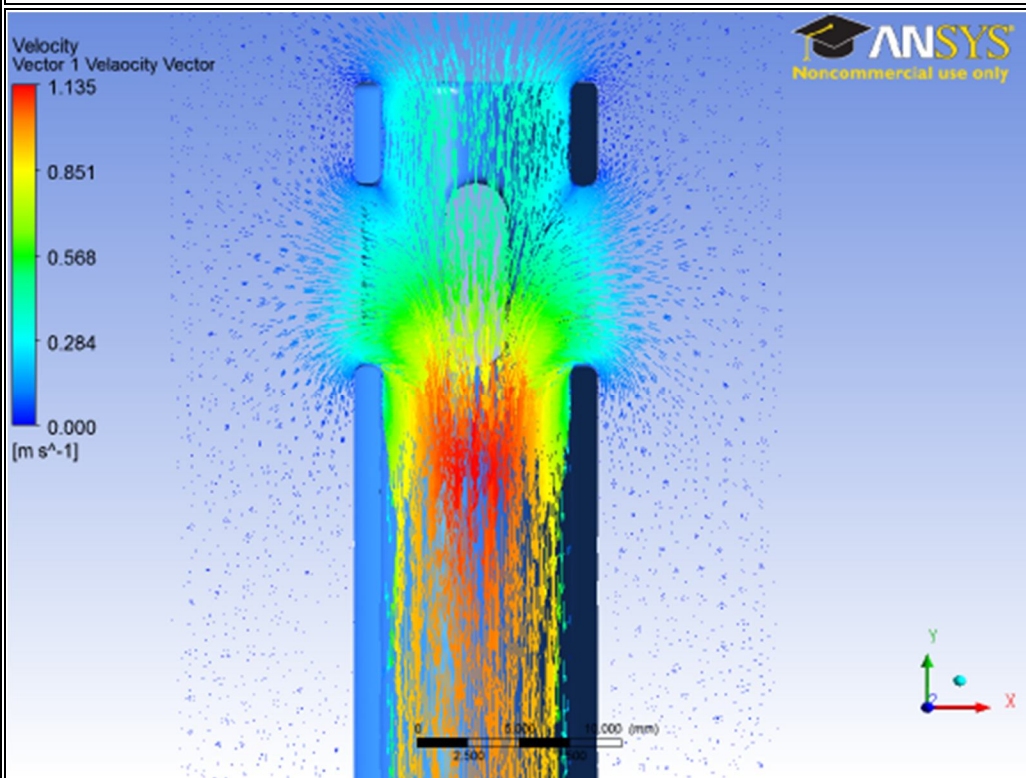 Velocity
Vector 1 Velaocity Vector
1.135
0.851
0.568
0.284
0.000
[m s^-1]
ANSYS
Noncommercial use only
Y
X
Z
0 5.000 10.000 (mm)
2.500